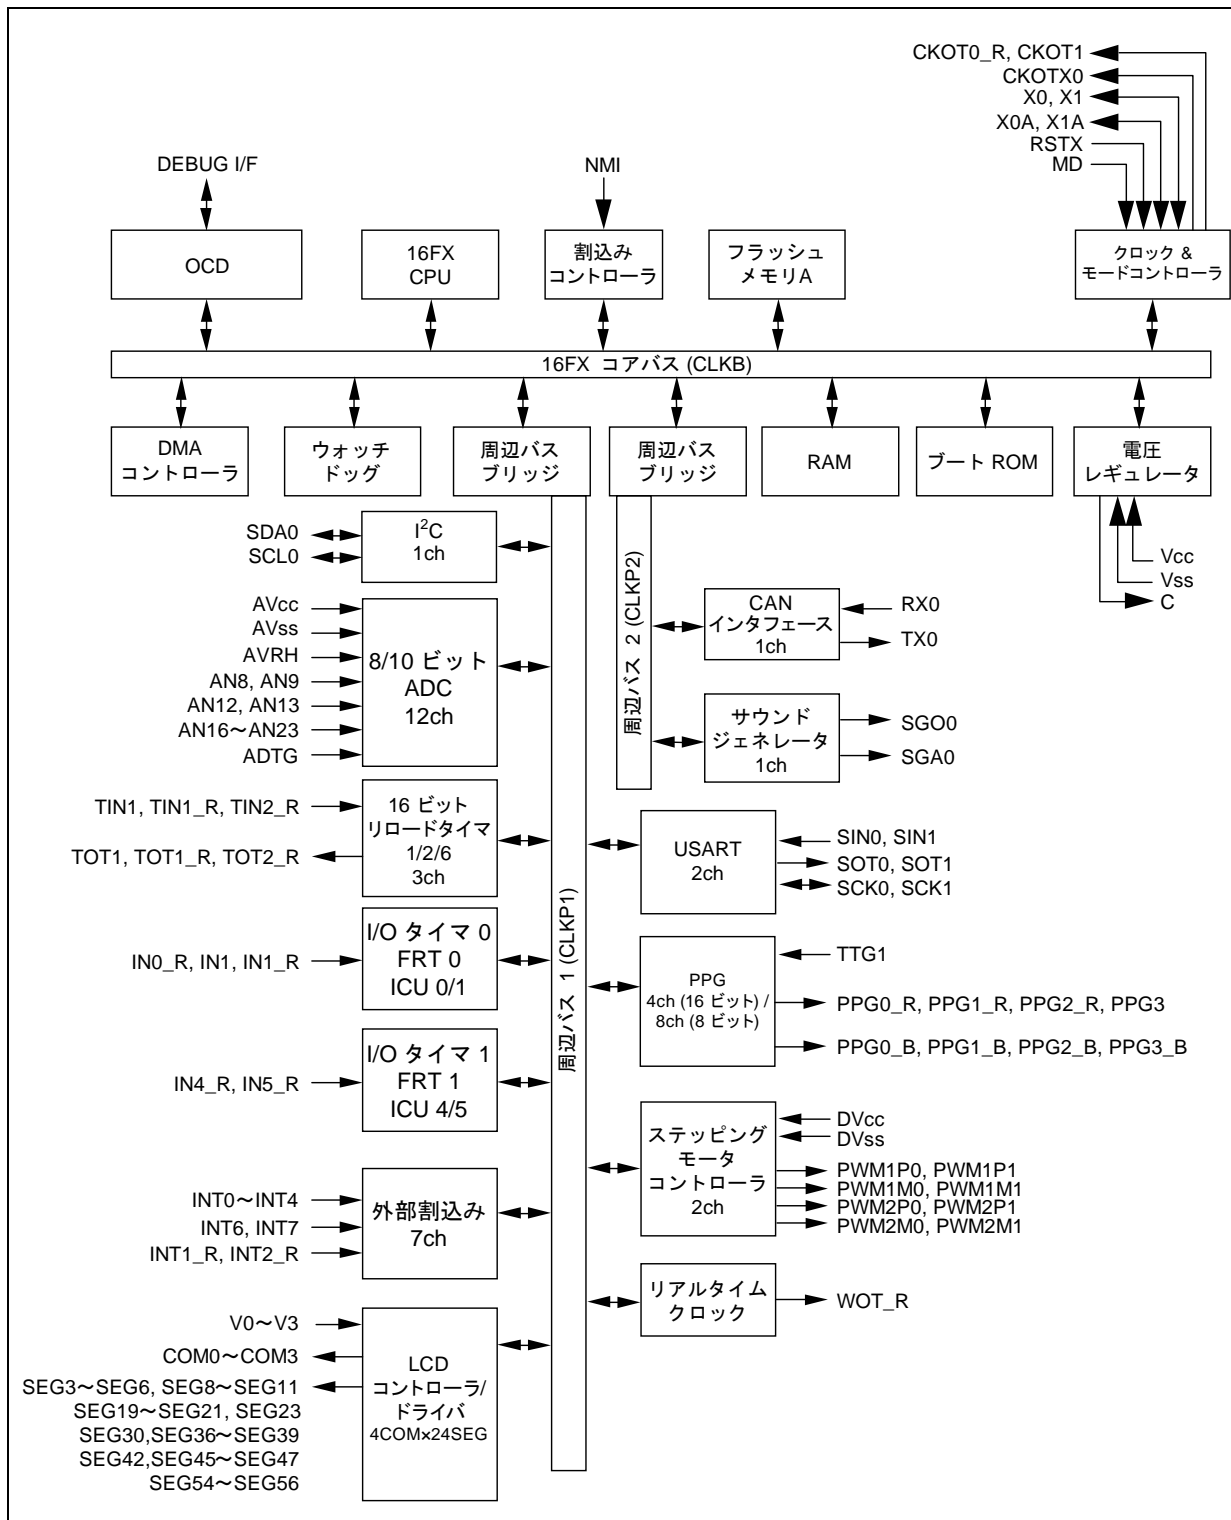 CKOT0_R, CKOT1
CKOTX0
X0, X1
X0A, X1A
RSTX
MD
DEBUG I/F
NMI
OCD
16FX
CPU
割込み
コントローラ
フラッシュ
メモリA
クロック &
モードコントローラ
16FX コアバス (CLKB)
DMA
コントローラ
ウォッチ
ドッグ
周辺バス
ブリッジ
周辺バス
ブリッジ
RAM
ブート ROM
電圧
レギュレータ
Vcc
Vss
C
SDA0
SCL0
I²C
1ch
AVcc
AVss
AVRH
AN8, AN9
AN12, AN13
AN16～AN23
ADTG
8/10 ビット
ADC
12ch
TIN1, TIN1_R, TIN2_R
TOT1, TOT1_R, TOT2_R
16 ビット
リロードタイマ
1/2/6
3ch
IN0_R, IN1, IN1_R
I/O タイマ 0
FRT 0
ICU 0/1
IN4_R, IN5_R
I/O タイマ 1
FRT 1
ICU 4/5
INT0～INT4
INT6, INT7
INT1_R, INT2_R
外部割込み
7ch
V0～V3
COM0～COM3
SEG3～SEG6, SEG8～SEG11
SEG19～SEG21, SEG23
SEG30,SEG36～SEG39
SEG42,SEG45～SEG47
SEG54～SEG56
LCD
コントローラ/
ドライバ
4COM×24SEG
周辺バス 1 (CLKP1)
周辺バス 2 (CLKP2)
CAN
インタフェース
1ch
RX0
TX0
サウンド
ジェネレータ
1ch
SGO0
SGA0
USART
2ch
SIN0, SIN1
SOT0, SOT1
SCK0, SCK1
PPG
4ch (16 ビット) /
8ch (8 ビット)
TTG1
PPG0_R, PPG1_R, PPG2_R, PPG3
PPG0_B, PPG1_B, PPG2_B, PPG3_B
ステッピング
モータ
コントローラ
2ch
DVcc
DVss
PWM1P0, PWM1P1
PWM1M0, PWM1M1
PWM2P0, PWM2P1
PWM2M0, PWM2M1
リアルタイム
クロック
WOT_R